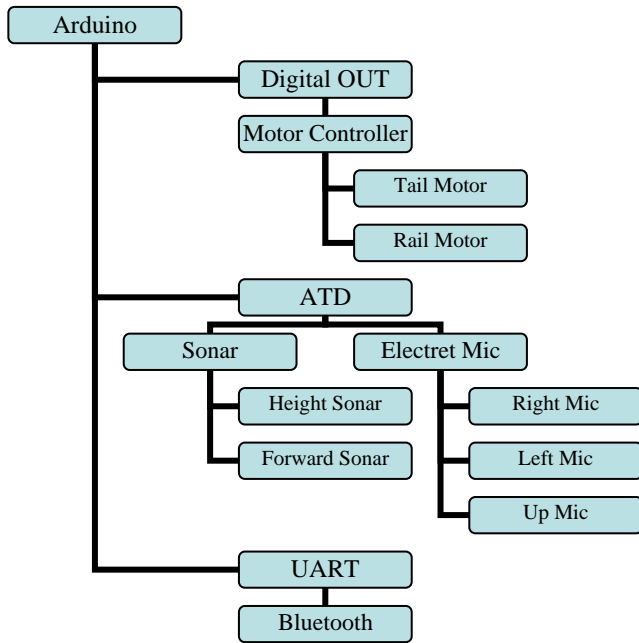 Arduino
Digital OUT
Motor Controller
Tail Motor
Rail Motor
ATD
Sonar
Electret Mic
Height Sonar
Right Mic
Forward Sonar
Left Mic
Up Mic
UART
Bluetooth